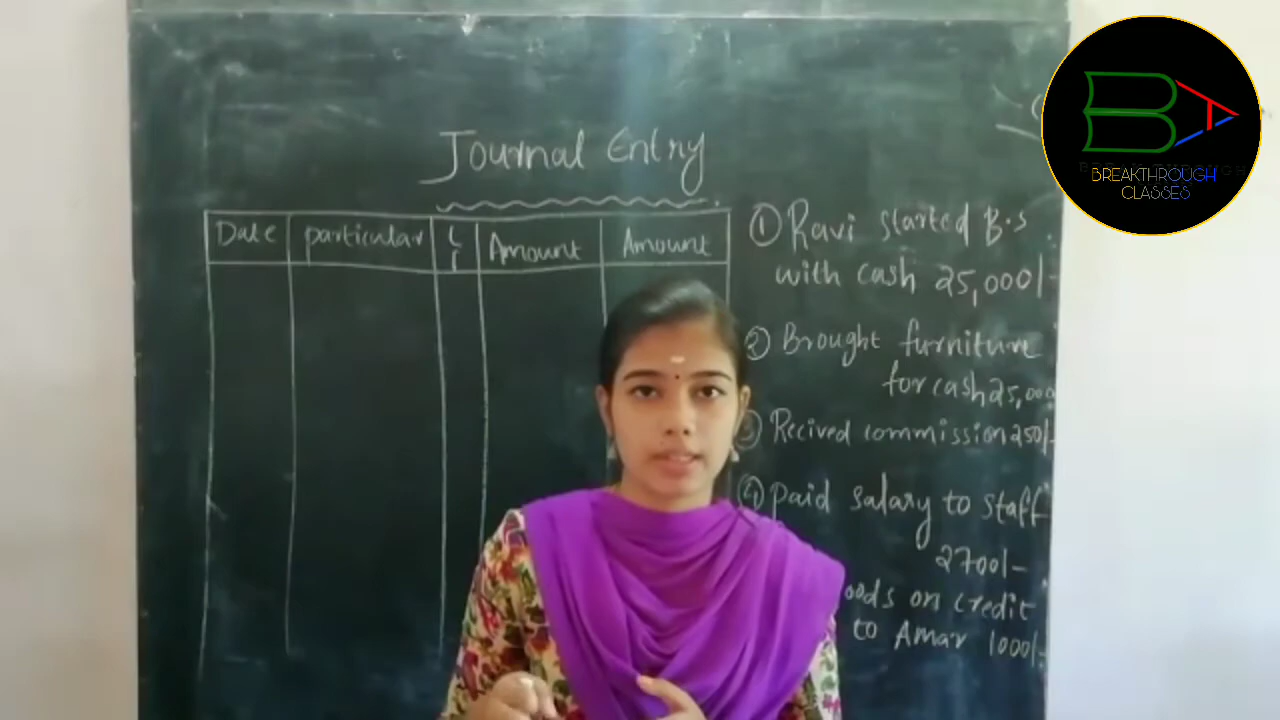 Journal Entry
Date particular L Amount Amount
F
① Ravi started B.s
with cash 25,000/-
② Brought furniture
for cash 25,000
③ Recived commission 250/-
④ paid salary to staff
2700/-
oods on credit
to Amar 1000/-
BREAKTHROUGH
CLASSES